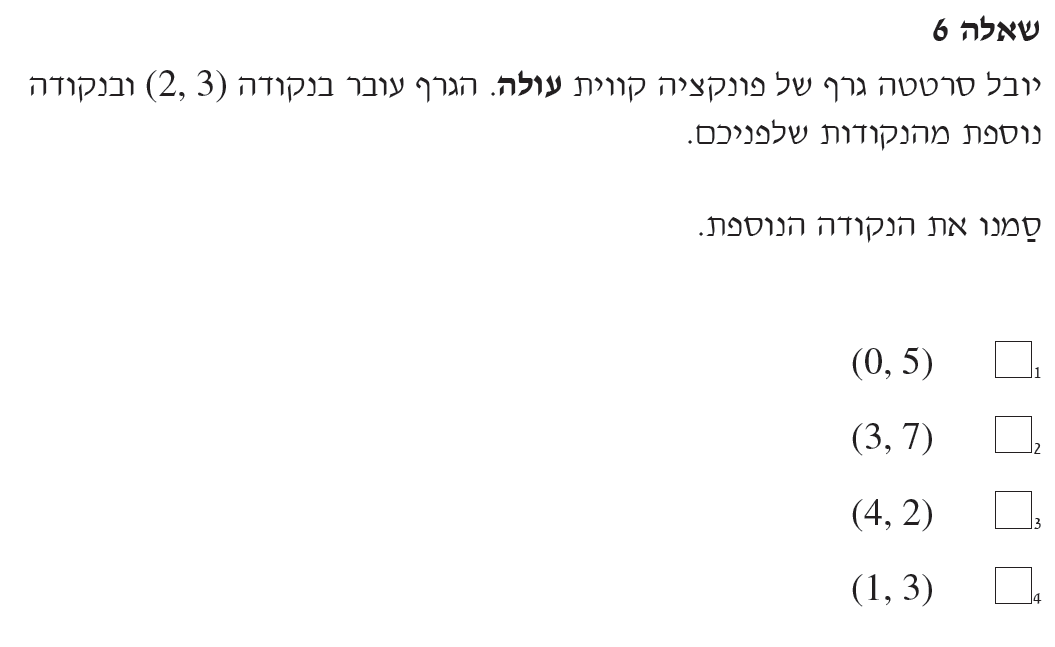 שאלה 6
יובל סרטטה גרף של פונקציה קווית עולה. הגרף עובר בנקודה (2, 3) ובנקודה
נוספת מהנקודות שלפניכם.
סַמנו את הנקודה הנוספת.
1 (0, 5)
2 (3, 7)
3 (4, 2)
4 (1, 3)